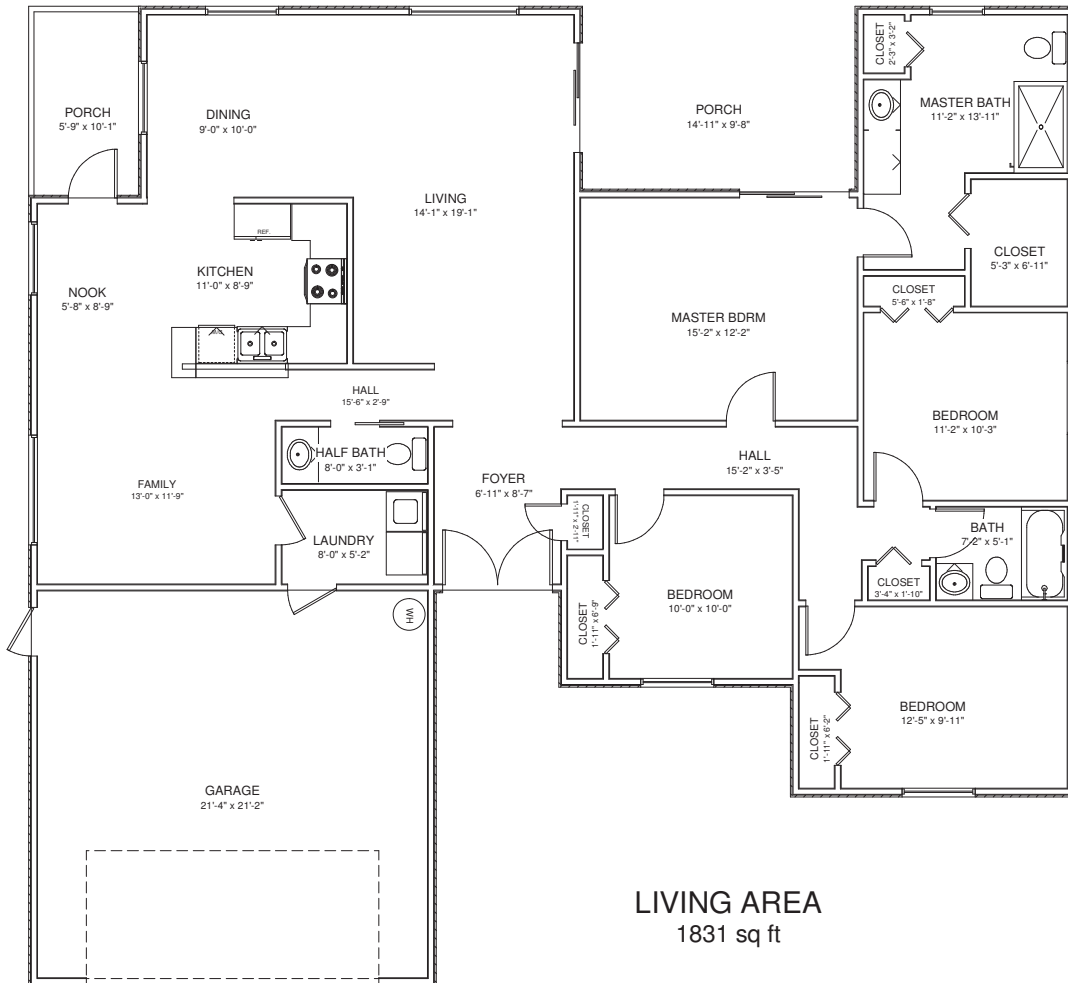 PORCH
5'-9" x 10'-1"
DINING
9'-0" x 10'-0"
LIVING
14'-1" x 19'-1"
PORCH
14'-11" x 9'-8"
CLOSET
2'-3" x 3'-2"
MASTER BATH
11'-2" x 13'-11"
REF.
KITCHEN
11'-0" x 8'-9"
NOOK
5'-8" x 8'-9"
CLOSET
5'-3" x 6'-11"
CLOSET
5'-6" x 1'-8"
MASTER BDRM
15'-2" x 12'-2"
HALL
15'-6" x 2'-9"
BEDROOM
11'-2" x 10'-3"
HALF BATH
8'-0" x 3'-1"
FAMILY
13'-0" x 11'-9"
FOYER
6'-11" x 8'-7"
HALL
15'-2" x 3'-5"
LAUNDRY
8'-0" x 5'-2"
CLOSET
1'-11" x 2'-11"
BATH
7'-2" x 5'-1"
CLOSET
3'-4" x 1'-10"
WH
CLOSET
1'-11" x 6'-9"
BEDROOM
10'-0" x 10'-0"
CLOSET
1'-11" x 6'-2"
BEDROOM
12'-5" x 9'-11"
GARAGE
21'-4" x 21'-2"
LIVING AREA
1831 sq ft